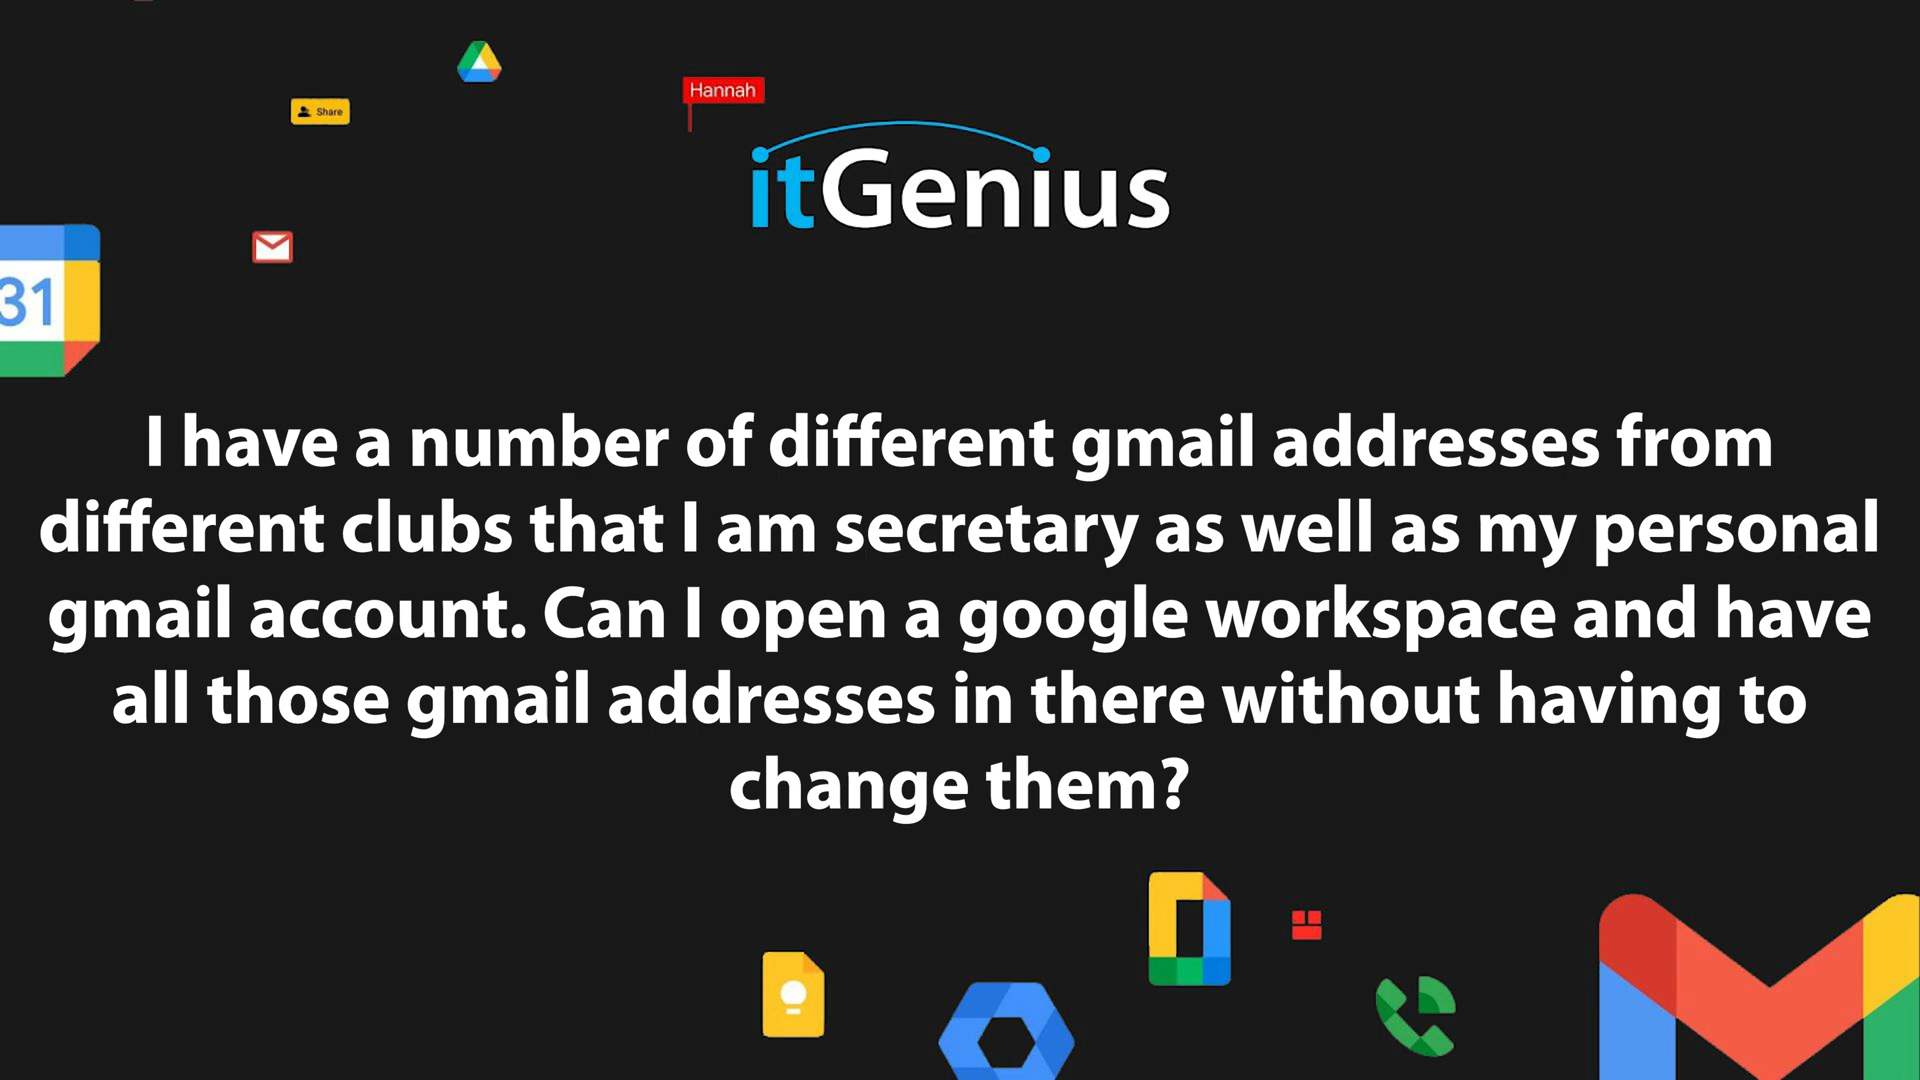 Hannah
Share
itGenius
31
I have a number of different gmail addresses from
different clubs that I am secretary as well as my personal
gmail account. Can I open a google workspace and have
all those gmail addresses in there without having to
change them?